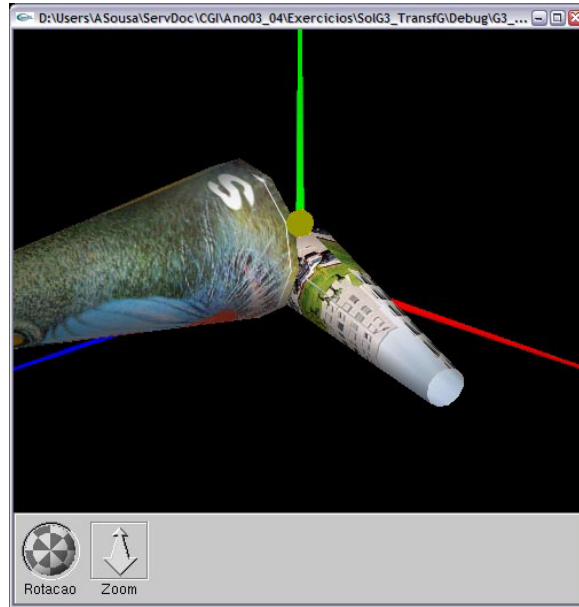 D:\Users\ASousa\ServDoc\CGI\Ano03_04\Exercicios\SolG3_TransfG\Debug\G3_...
S
Rotacao
Zoom